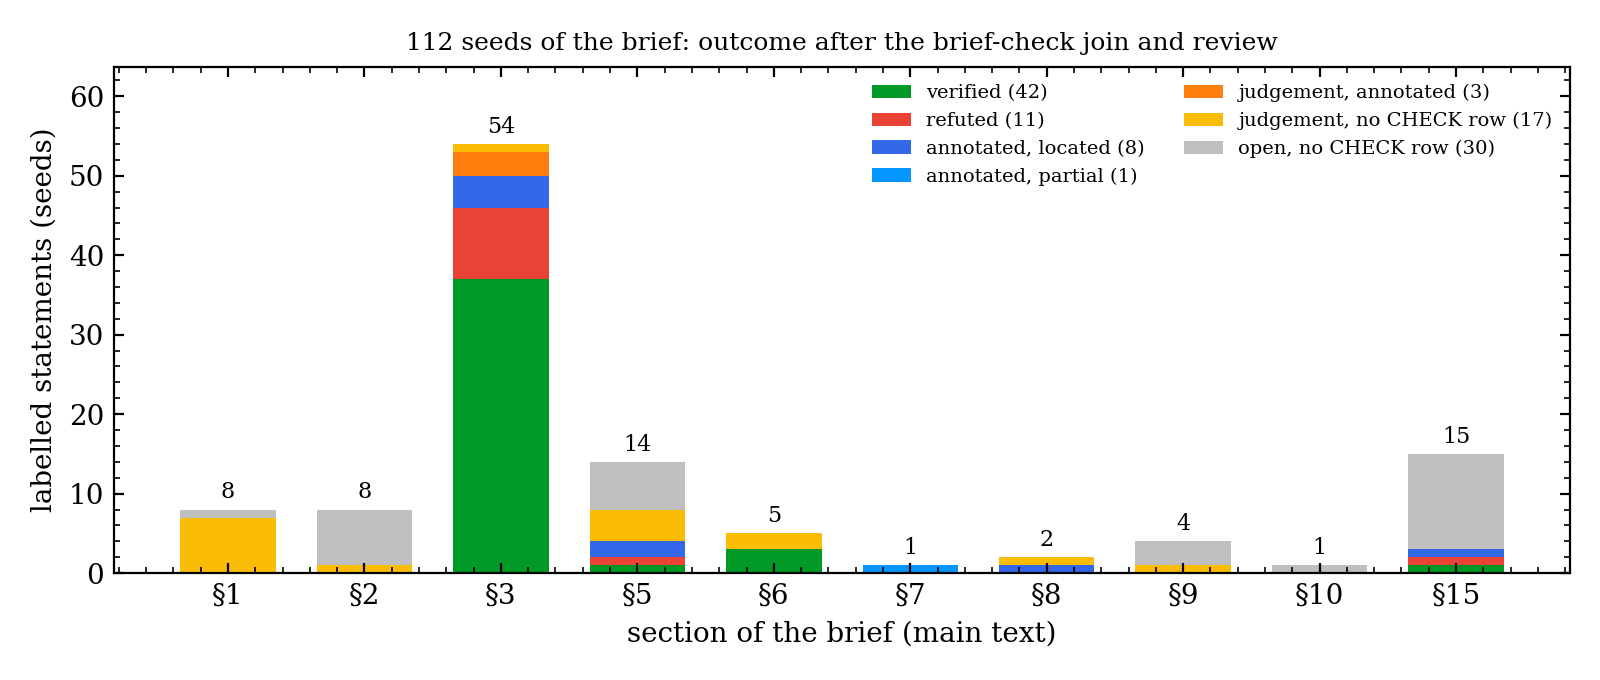 112 seeds of the brief: outcome after the brief-check join and review
verified (42)
refuted (11)
annotated, located (8)
annotated, partial (1)
judgement, annotated (3)
judgement, no CHECK row (17)
open, no CHECK row (30)
labelled statements (seeds)
60
50
40
30
20
10
0
8
8
54
14
5
1
2
4
1
15
§1 §2 §3 §5 §6 §7 §8 §9 §10 §15
section of the brief (main text)